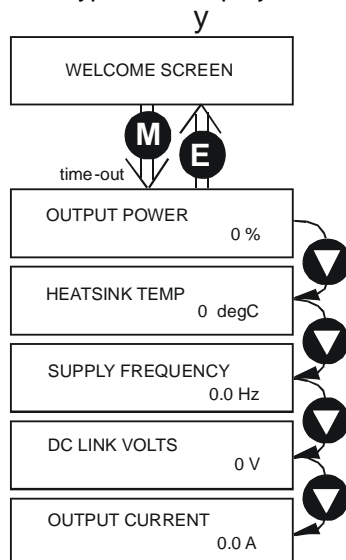 y
WELCOME SCREEN
M
E
time-out
OUTPUT POWER
0 %
HEATSINK TEMP
0 degC
SUPPLY FREQUENCY
0.0 Hz
DC LINK VOLTS
0 V
OUTPUT CURRENT
0.0 A